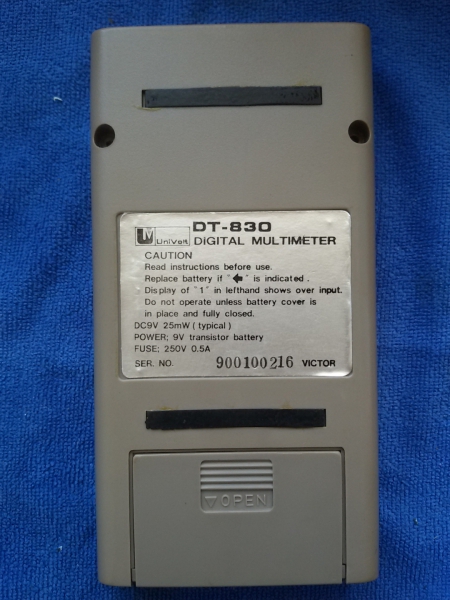 UV UniVolt DT-830
DIGITAL MULTIMETER
CAUTION
Read instructions before use.
Replace battery if "←" is indicated.
Display of "1" in lefthand shows over input.
Do not operate unless battery cover is
in place and fully closed.
DC9V 25mW (typical)
POWER; 9V transistor battery
FUSE; 250V 0.5A
SER. NO. 900100216 VICTOR
▽OPEN